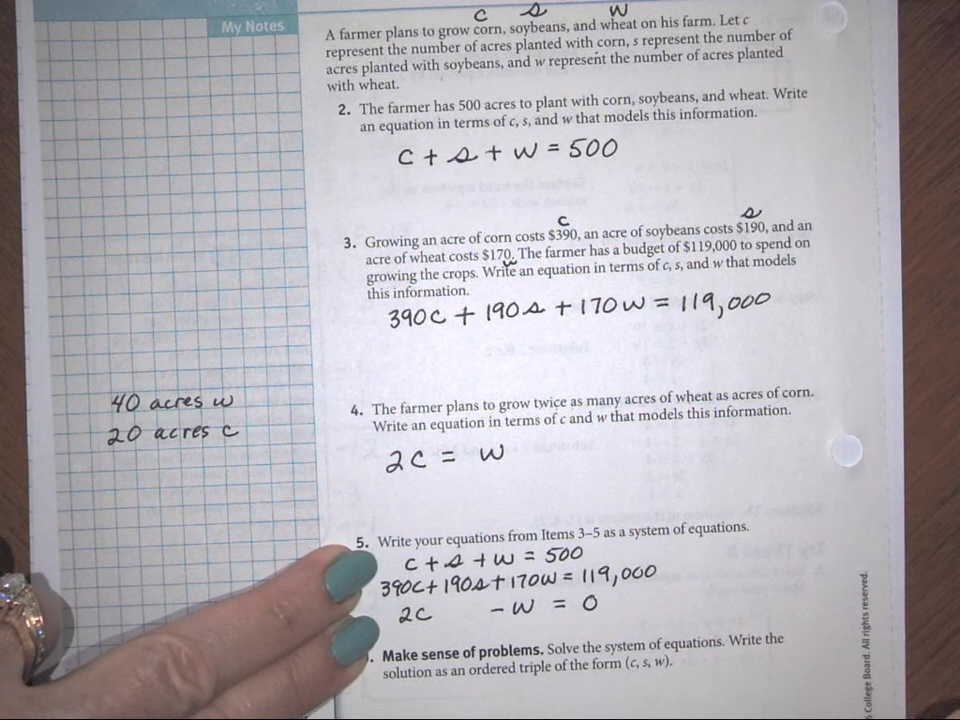 My Notes
c s w
A farmer plans to grow corn, soybeans, and wheat on his farm. Let c
represent the number of acres planted with corn, s represent the number of
acres planted with soybeans, and w represent the number of acres planted
with wheat.
2. The farmer has 500 acres to plant with corn, soybeans, and wheat. Write
an equation in terms of c, s, and w that models this information.
c + s + w = 500
c s
3. Growing an acre of corn costs $390, an acre of soybeans costs $190, and an
acre of wheat costs $170. The farmer has a budget of $119,000 to spend on
w
growing the crops. Write an equation in terms of c, s, and w that models
this information.
390c + 190s + 170w = 119,000
40 acres w
20 acres c
4. The farmer plans to grow twice as many acres of wheat as acres of corn.
Write an equation in terms of c and w that models this information.
2c = w
5. Write your equations from Items 3–5 as a system of equations.
c + s + w = 500
390c + 190s + 170w = 119,000
2c - w = 0
. Make sense of problems. Solve the system of equations. Write the
solution as an ordered triple of the form (c, s, w).
College Board. All rights reserved.